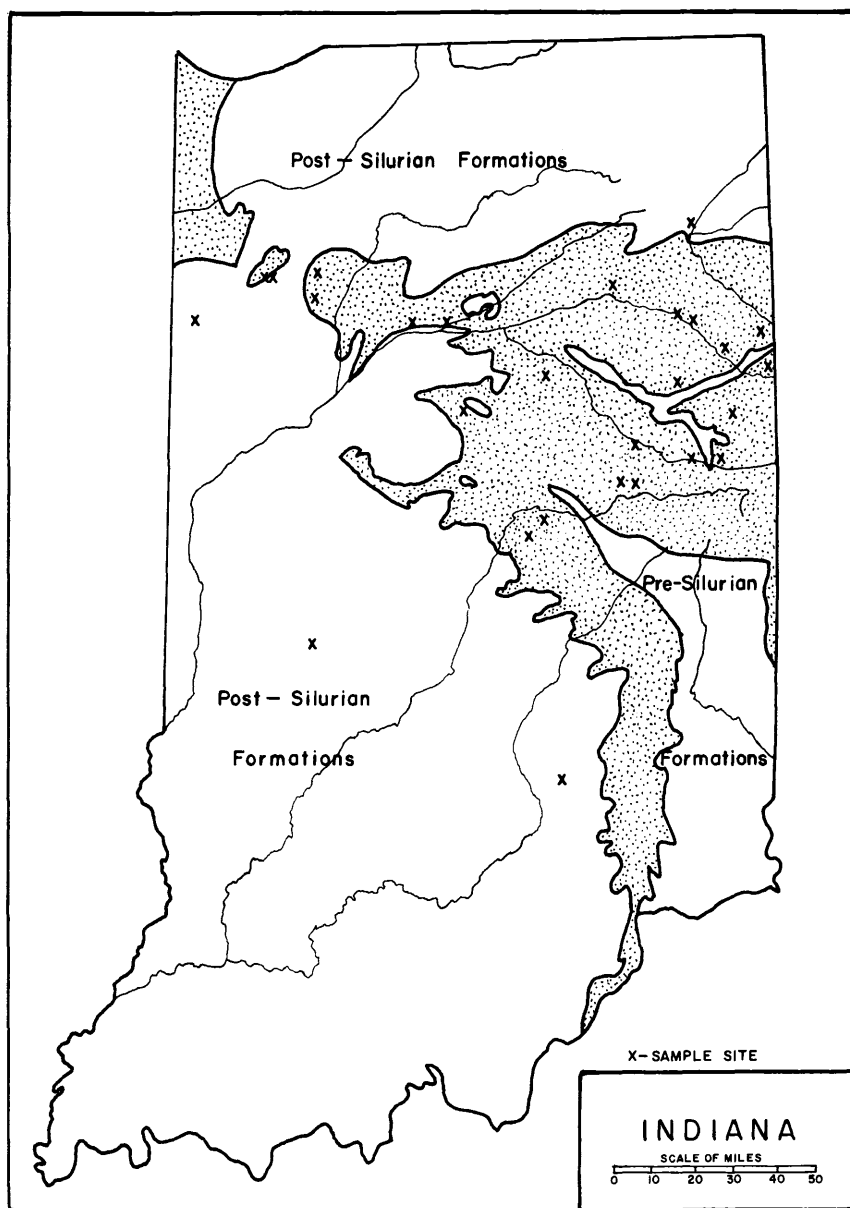 Post — Silurian Formations
Pre-Silurian
Formations
Post — Silurian
Formations
X-SAMPLE SITE
INDIANA
SCALE OF MILES
0 10 20 30 40 50